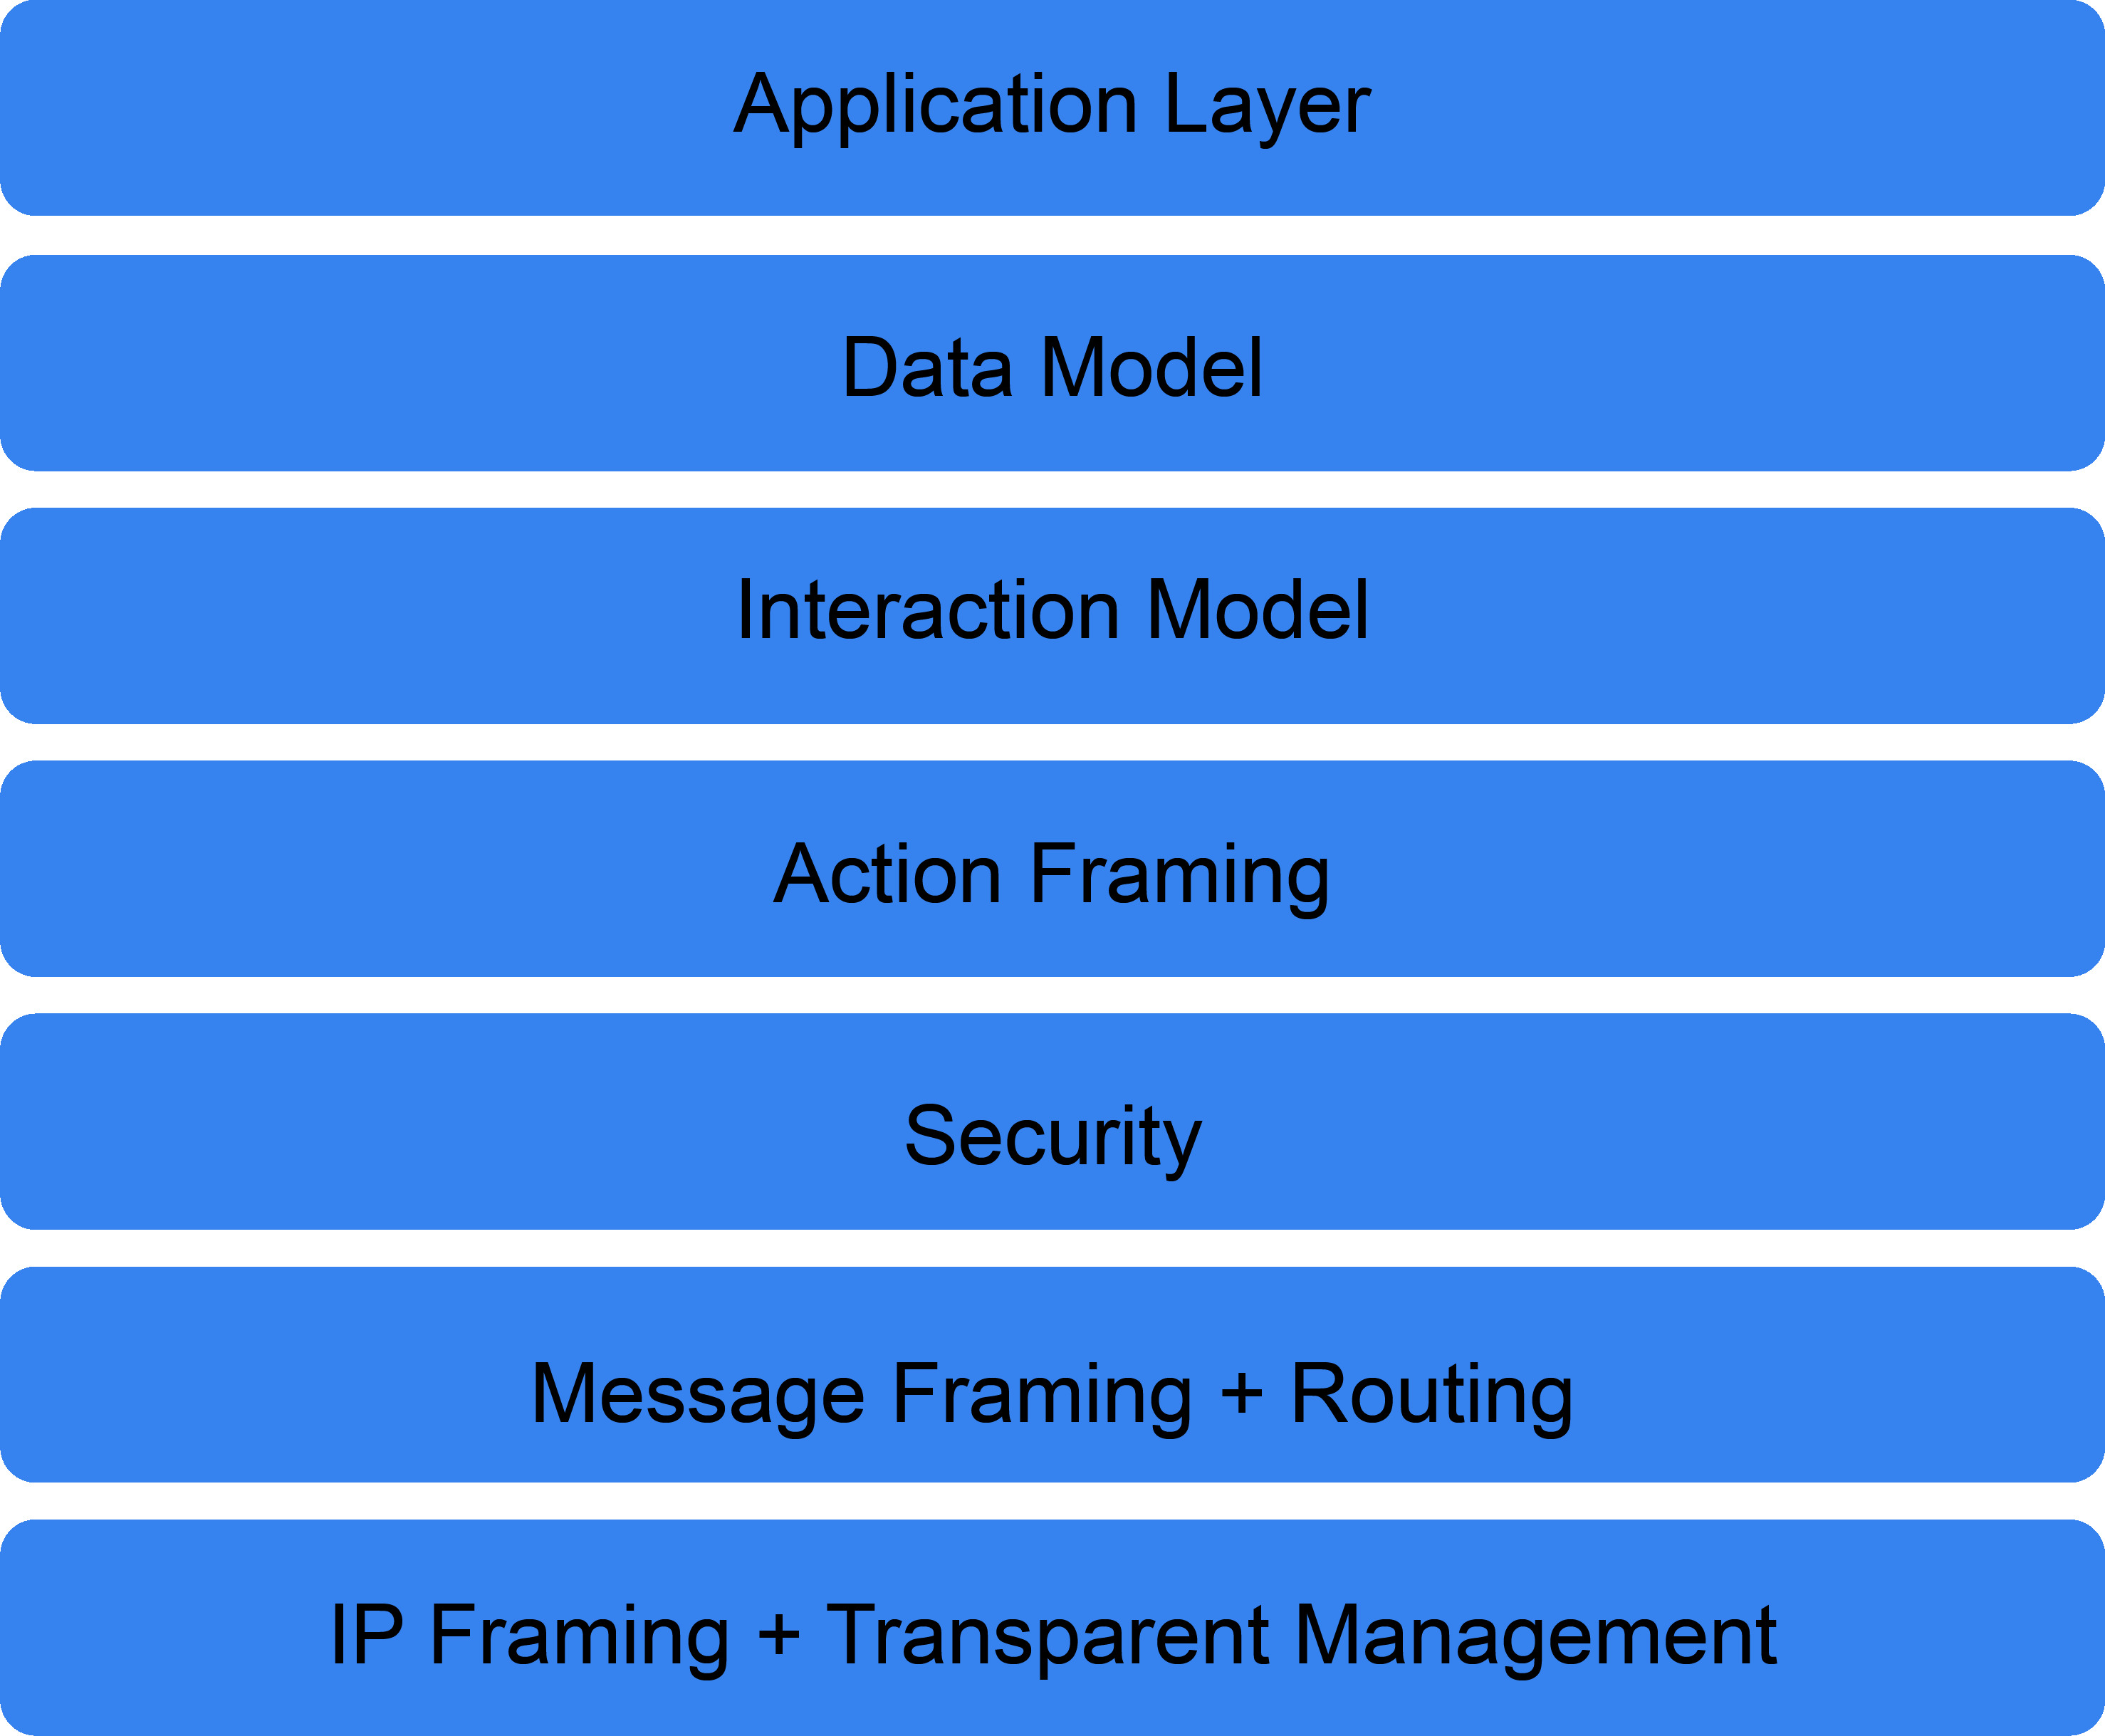 Application Layer
Data Model
Interaction Model
Action Framing
Security
Message Framing + Routing
IP Framing + Transparent Management